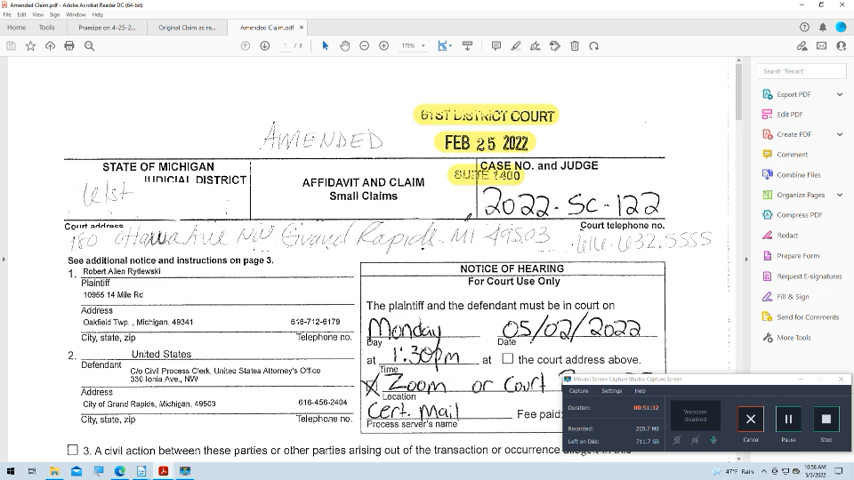 Amended Claim.pdf - Adobe Acrobat Reader DC (64-bit)
File Edit View Sign Window Help
Home Tools Praecipe on 4-25-2... Original Claim as re... Amended Claim.pdf ×
1 / 3 175%
Search 'Redact'
Export PDF
Edit PDF
Create PDF
Comment
Combine Files
Organize Pages
Compress PDF
Redact
Prepare Form
Request E-signatures
Fill & Sign
Send for Comments
More Tools
AMENDED
61ST DISTRICT COURT
FEB 25 2022
SUITE 1400
STATE OF MICHIGAN
JUDICIAL DISTRICT
61st
AFFIDAVIT AND CLAIM
Small Claims
CASE NO. and JUDGE
2022-SC-122
Court address
Court telephone no.
180 Ottawa Ave NW Grand Rapids, MI 49503 616.632.5555
See additional notice and instructions on page 3.
1. Robert Allen Rydewski
Plaintiff
10955 14 Mile Rd
Address
Oakfield Twp., Michigan, 49341 616-712-6179
City, state, zip Telephone no.
2. United States
Defendant
C/o Civil Process Clerk, United States Attorney's Office
330 Ionia Ave., NW
Address
City of Grand Rapids, Michigan, 49503 616-456-2404
City, state, zip Telephone no.
NOTICE OF HEARING
For Court Use Only
The plaintiff and the defendant must be in court on
Monday 05/02/2022
Day Date
at 1:30pm at the court address above.
Time
X Zoom or Court
Location
Cert. Mail Fee paid:
Process server's name
3. A civil action between these parties or other parties arising out of the transaction or occurrence alleged in this
Movavi Screen Capture Studio Capture Screen
Capture Settings Help
Duration: 00:51:32
Recorded: 205.7 MB
Left on Disk: 711.7 GB
Webcam disabled
Cancel Pause Stop
47°F Rain
10:56 AM
5/3/2022